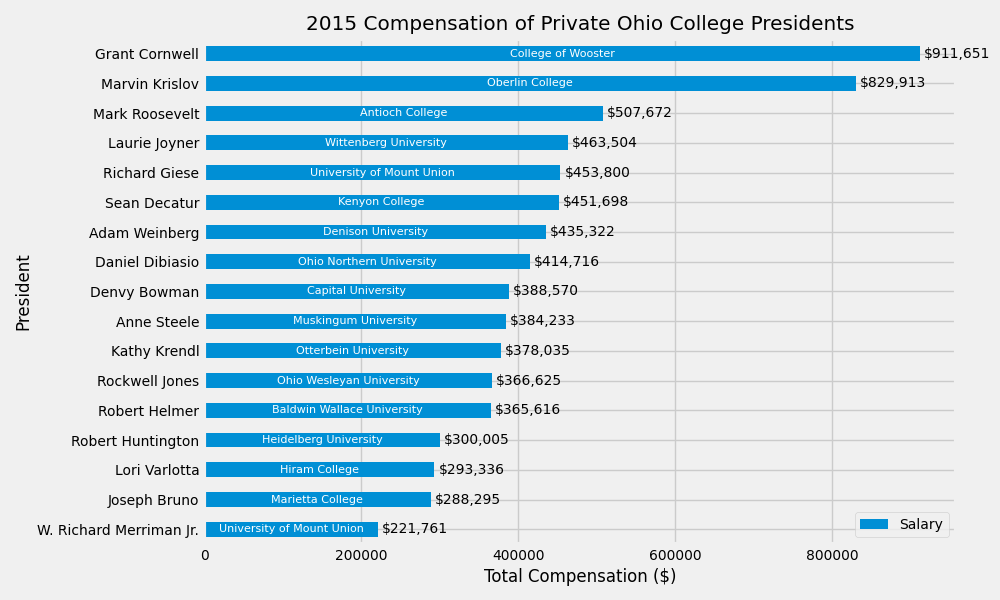 2015 Compensation of Private Ohio College Presidents
President
Grant Cornwell College of Wooster $911,651
Marvin Krislov Oberlin College $829,913
Mark Roosevelt Antioch College $507,672
Laurie Joyner Wittenberg University $463,504
Richard Giese University of Mount Union $453,800
Sean Decatur Kenyon College $451,698
Adam Weinberg Denison University $435,322
Daniel Dibiasio Ohio Northern University $414,716
Denvy Bowman Capital University $388,570
Anne Steele Muskingum University $384,233
Kathy Krendl Otterbein University $378,035
Rockwell Jones Ohio Wesleyan University $366,625
Robert Helmer Baldwin Wallace University $365,616
Robert Huntington Heidelberg University $300,005
Lori Varlotta Hiram College $293,336
Joseph Bruno Marietta College $288,295
W. Richard Merriman Jr. University of Mount Union $221,761
Salary
0 200000 400000 600000 800000
Total Compensation ($)